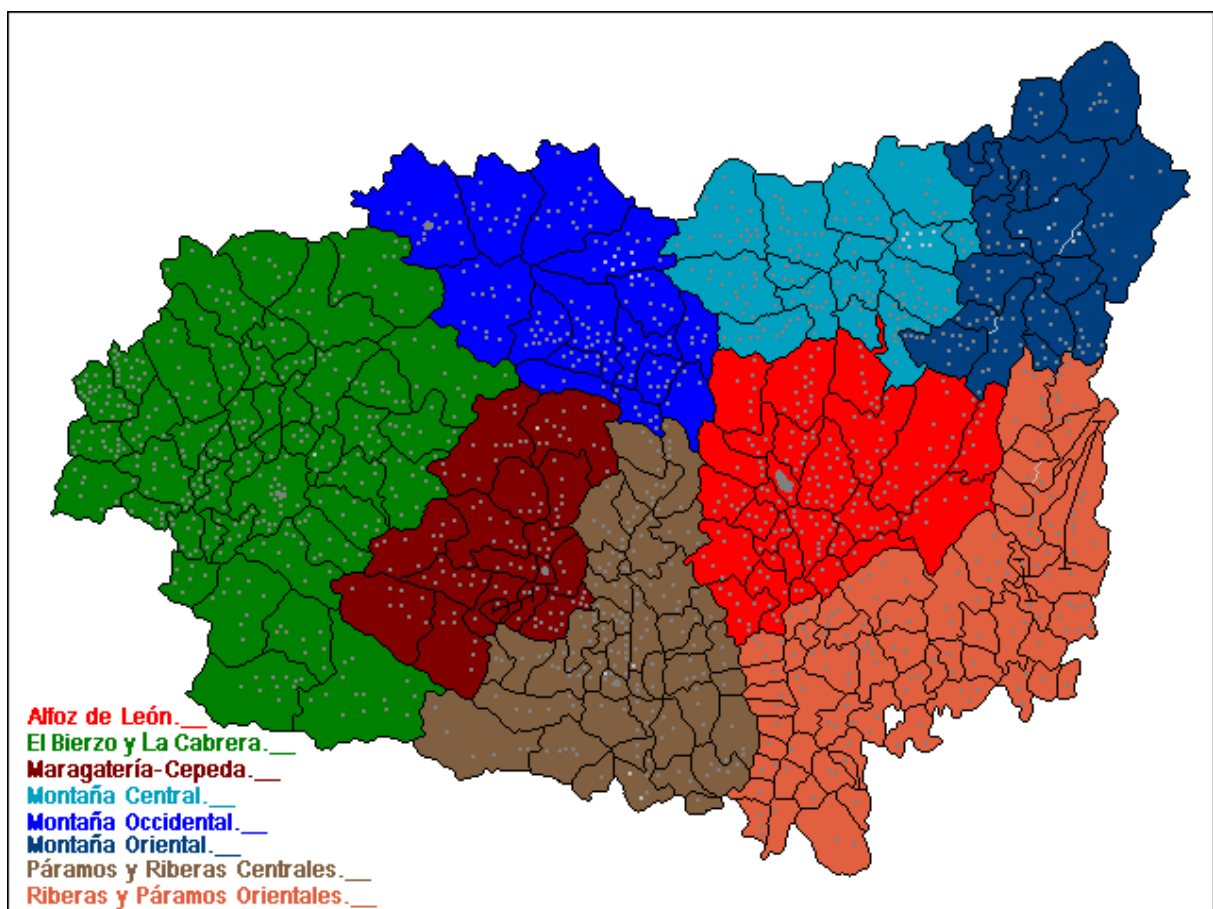 Alfoz de León.__
El Bierzo y La Cabrera.__
Maragatería-Cepeda.__
Montaña Central.__
Montaña Occidental.__
Montaña Oriental.__
Páramos y Riberas Centrales.__
Riberas y Páramos Orientales.__